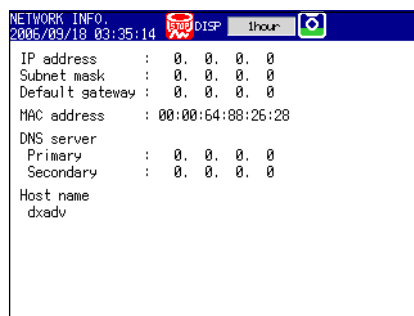 NETWORK INFO.
2006/09/18 03:35:14 STOP DISP 1hour
IP address : 0. 0. 0. 0
Subnet mask : 0. 0. 0. 0
Default gateway : 0. 0. 0. 0
MAC address : 00:00:64:88:26:28
DNS server
Primary : 0. 0. 0. 0
Secondary : 0. 0. 0. 0
Host name
dxadv